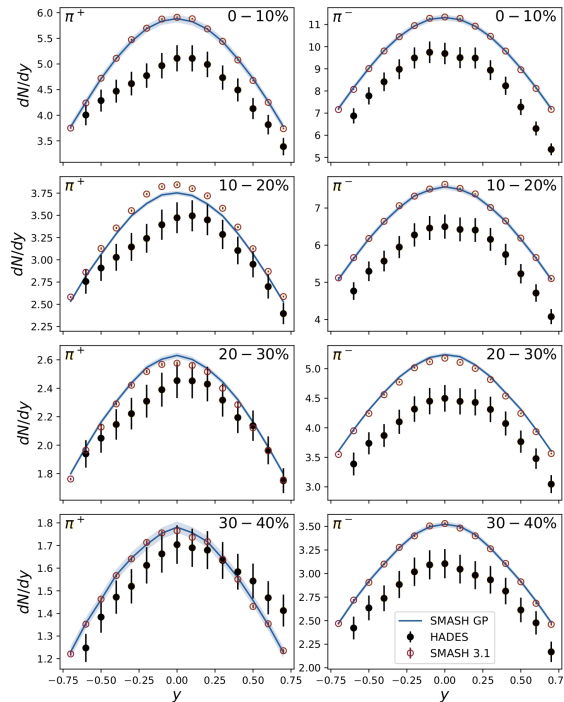 π⁺ 0 − 10% π⁻ 0 − 10%
6.0 11
5.5 10
5.0 9
4.5 8
4.0 7
3.5 6
5
dN/dy
π⁺ 10 − 20% π⁻ 10 − 20%
3.75 7
3.50 6
3.25 5
3.00 4
2.75
2.50
2.25
dN/dy
π⁺ 20 − 30% π⁻ 20 − 30%
2.6 5.0
2.4 4.5
2.2 4.0
2.0 3.5
1.8 3.0
dN/dy
π⁺ 30 − 40% π⁻ 30 − 40%
1.8 3.50
1.7 3.25
1.6 3.00
1.5 2.75
1.4 2.50
1.3 2.25
1.2 2.00
dN/dy
SMASH GP
HADES
SMASH 3.1
−0.75 −0.50 −0.25 0.00 0.25 0.50 0.75 −0.75 −0.50 −0.25 0.00 0.25 0.50 0.75
y y